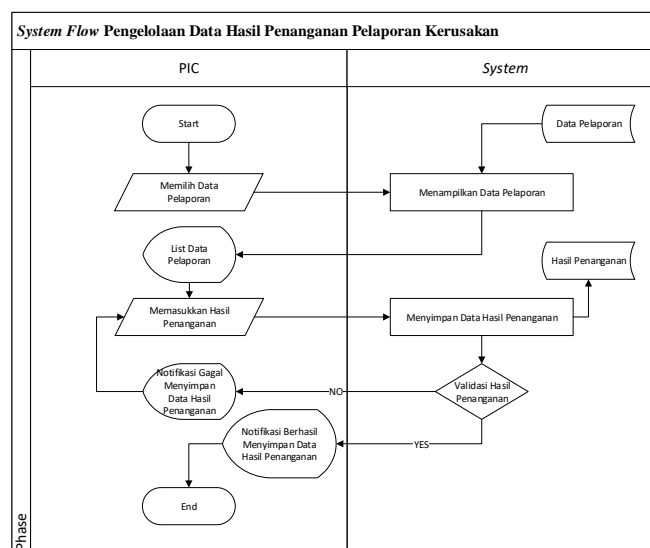 System Flow Pengelolaan Data Hasil Penanganan Pelaporan Kerusakan
PIC
System
Start
Data Pelaporan
Memilih Data
Pelaporan
Menampilkan Data Pelaporan
List Data
Pelaporan
Hasil Penanganan
Memasukkan Hasil
Penanganan
Menyimpan Data Hasil Penanganan
Notifikasi Gagal
Menyimpan
Data Hasil
Penanganan
NO
Validasi Hasil
Penanganan
Notifikasi Berhasil
Menyimpan Data
Hasil Penanganan
YES
End
Phase